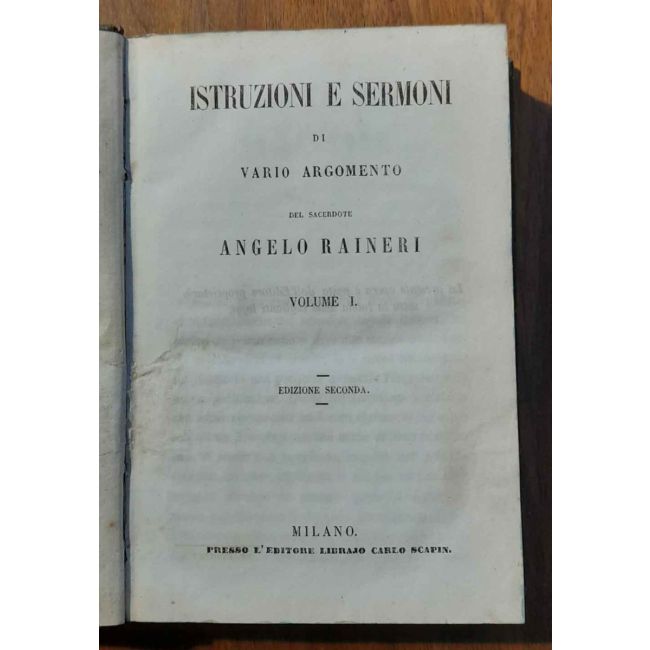 ISTRUZIONI E SERMONI
DI
VARIO ARGOMENTO
DEL SACERDOTE
ANGELO RAINERI
VOLUME I.
EDIZIONE SECONDA.
MILANO.
PRESSO L'EDITORE LIBRAJO CARLO SCAPIN.